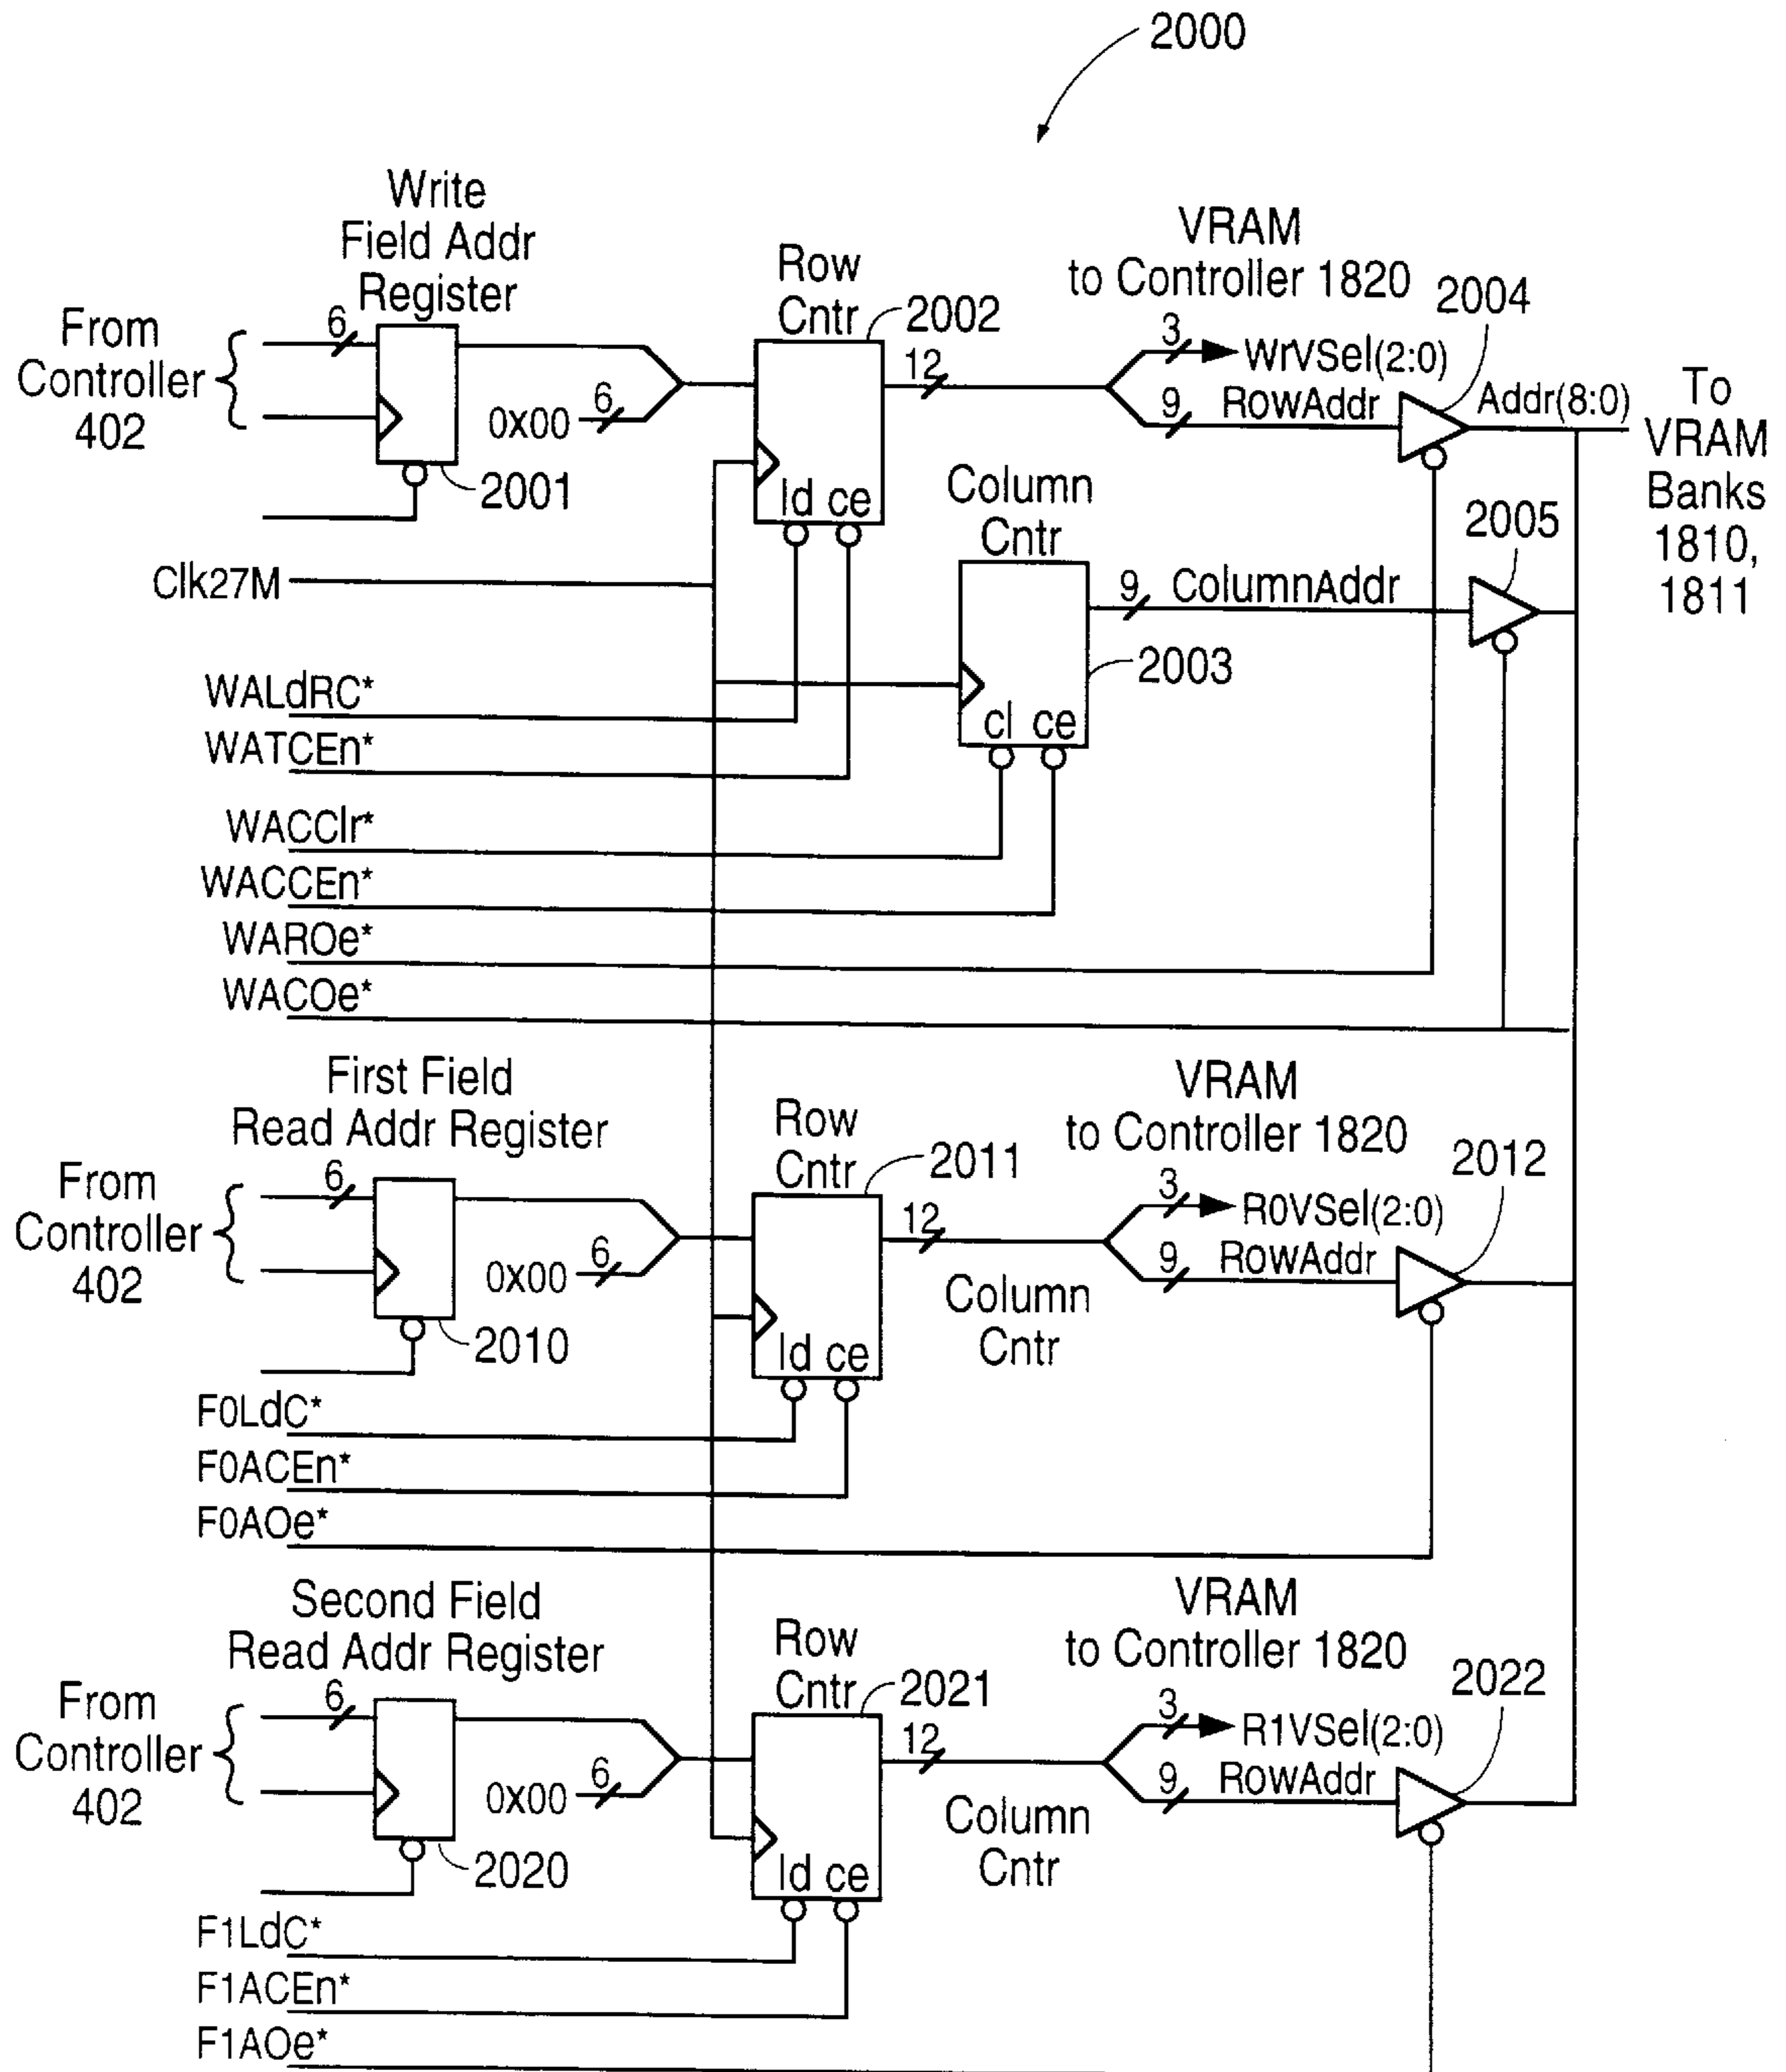 2000
Write
Field Addr
Register
From
Controller
402
6
0X00
6
2001
Row
Cntr
2002
12
ld ce
VRAM
to Controller 1820
3
WrVSel(2:0)
9
RowAddr
2004
Addr(8:0)
To
VRAM
Banks
1810,
1811
Clk27M
Column
Cntr
9
ColumnAddr
2005
2003
cl ce
WALdRC*
WATCEn*
WACClr*
WACCEn*
WAROe*
WACOe*
First Field
Read Addr Register
From
Controller
402
6
0X00
6
2010
Row
Cntr
2011
12
ld ce
VRAM
to Controller 1820
3
R0VSel(2:0)
9
RowAddr
2012
Column
Cntr
F0LdC*
F0ACEn*
F0AOe*
Second Field
Read Addr Register
From
Controller
402
6
0X00
6
2020
Row
Cntr
2021
12
ld ce
VRAM
to Controller 1820
3
R1VSel(2:0)
9
RowAddr
2022
Column
Cntr
F1LdC*
F1ACEn*
F1AOe*